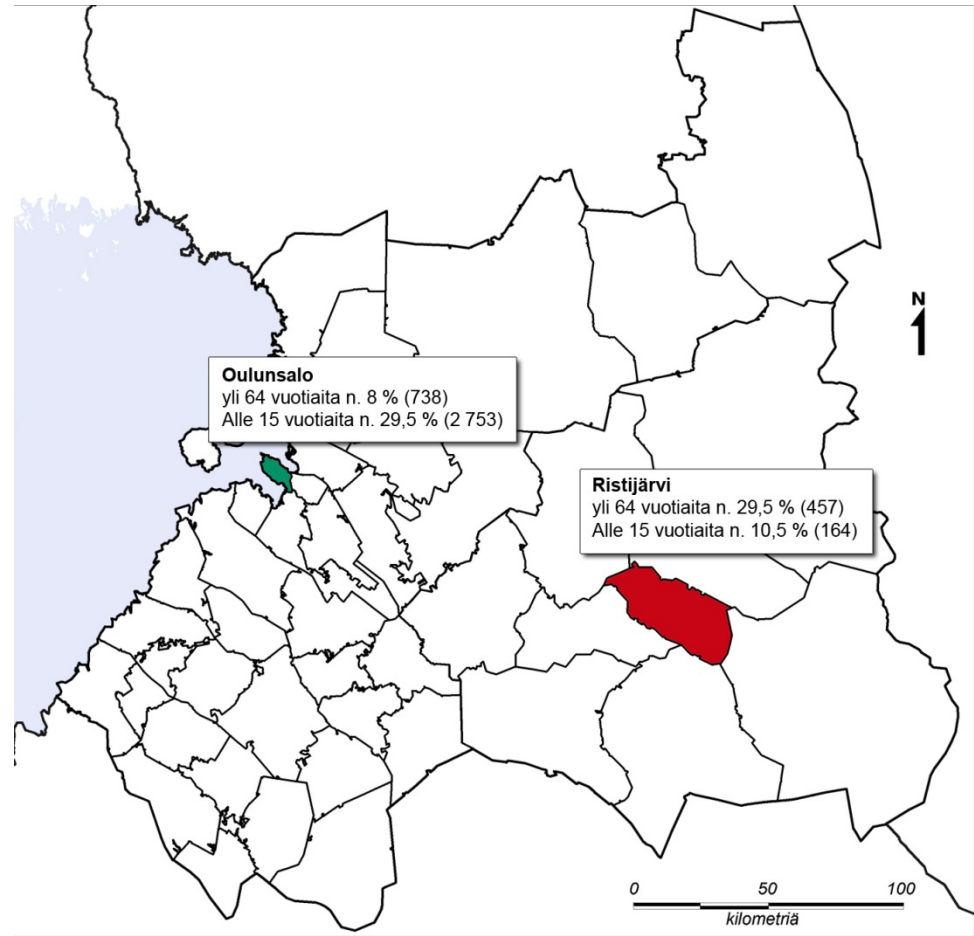 N
Oulunsalo
yli 64 vuotiaita n. 8 % (738)
Alle 15 vuotiaita n. 29,5 % (2 753)
Ristijärvi
yli 64 vuotiaita n. 29,5 % (457)
Alle 15 vuotiaita n. 10,5 % (164)
0 50 100
kilometriä